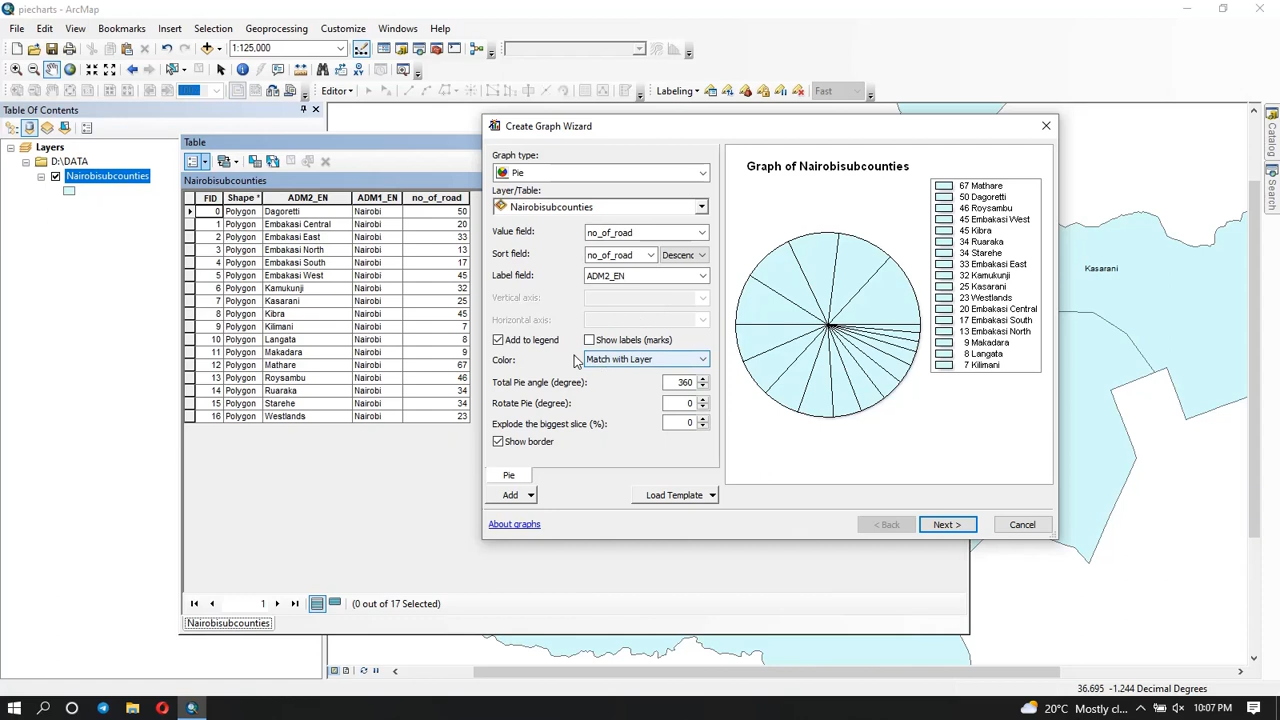 piecharts - ArcMap
File Edit View Bookmarks Insert Selection Geoprocessing Customize Windows Help
1:125,000
Editor
Labeling
Fast
Table Of Contents
Layers
D:\DATA
Nairobisubcounties
Table
Nairobisubcounties
FID Shape * ADM2_EN ADM1_EN no_of_road
0 Polygon Dagoretti Nairobi 50
1 Polygon Embakasi Central Nairobi 20
2 Polygon Embakasi East Nairobi 33
3 Polygon Embakasi North Nairobi 13
4 Polygon Embakasi South Nairobi 17
5 Polygon Embakasi West Nairobi 45
6 Polygon Kamukunji Nairobi 32
7 Polygon Kasarani Nairobi 25
8 Polygon Kibra Nairobi 45
9 Polygon Kilimani Nairobi 7
10 Polygon Langata Nairobi 8
11 Polygon Makadara Nairobi 9
12 Polygon Mathare Nairobi 67
13 Polygon Roysambu Nairobi 46
14 Polygon Ruaraka Nairobi 34
15 Polygon Starehe Nairobi 34
16 Polygon Westlands Nairobi 23
1
(0 out of 17 Selected)
Nairobisubcounties
Create Graph Wizard
Graph type:
Pie
Layer/Table:
Nairobisubcounties
Value field: no_of_road
Sort field: no_of_road Descenc
Label field: ADM2_EN
Vertical axis:
Horizontal axis:
Add to legend Show labels (marks)
Color: Match with Layer
Total Pie angle (degree): 360
Rotate Pie (degree): 0
Explode the biggest slice (%): 0
Show border
Pie
Add Load Template
About graphs
< Back Next > Cancel
Graph of Nairobisubcounties
67 Mathare
50 Dagoretti
46 Roysambu
45 Embakasi West
45 Kibra
34 Ruaraka
34 Starehe
33 Embakasi East
32 Kamukunji
25 Kasarani
23 Westlands
20 Embakasi Central
17 Embakasi South
13 Embakasi North
9 Makadara
8 Langata
7 Kilimani
Kasarani
Catalog
Search
36.695 -1.244 Decimal Degrees
20°C Mostly cl... 10:07 PM